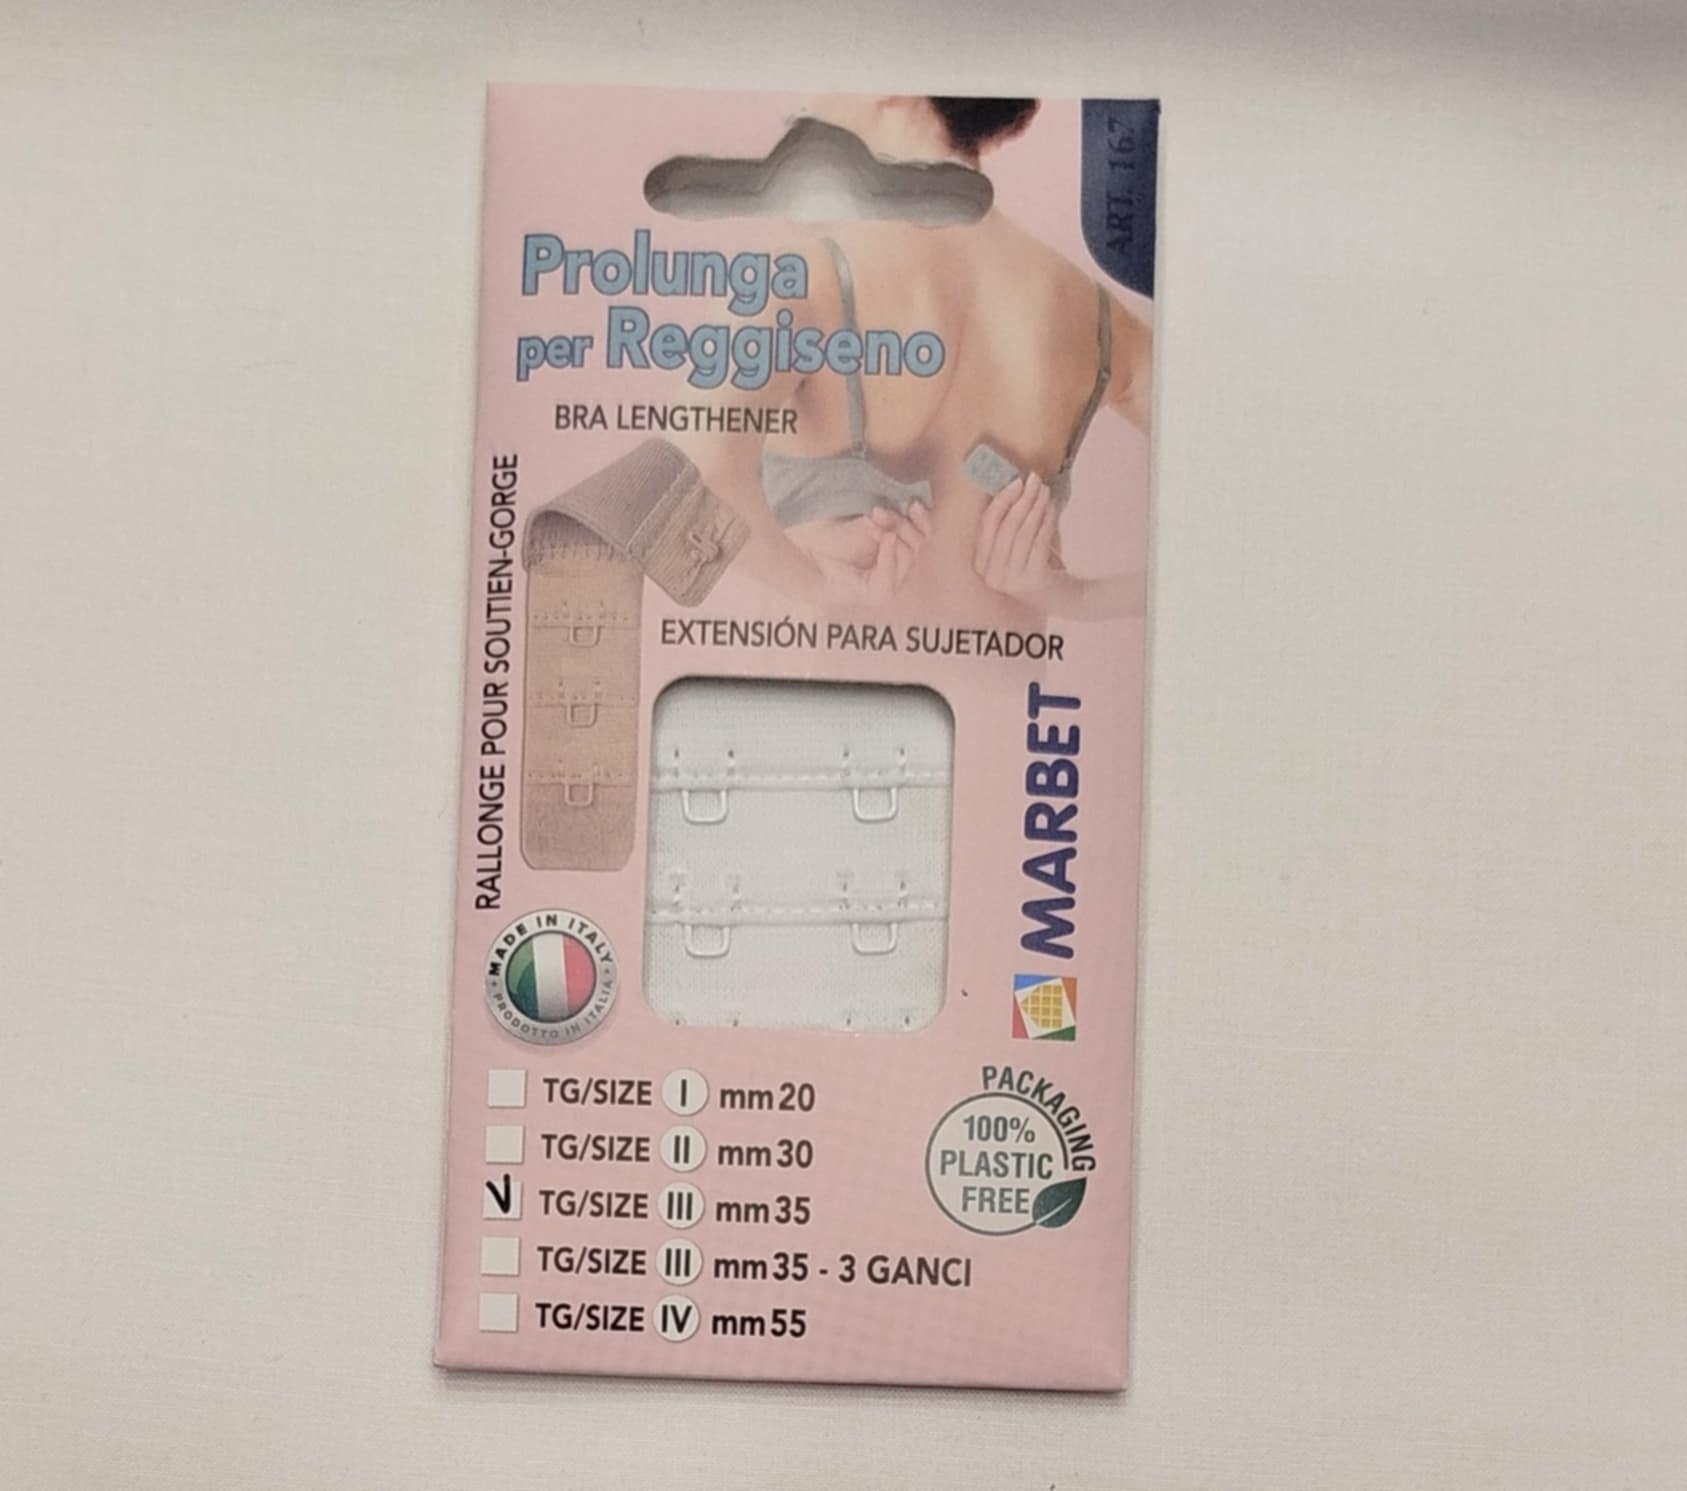 ART. 167
Prolunga
per Reggiseno
BRA LENGTHENER
RALLONGE POUR SOUTIEN-GORGE
EXTENSIÓN PARA SUJETADOR
MARBET
MADE IN ITALY
PRODOTTO IN ITALIA
TG/SIZE I mm 20
TG/SIZE II mm 30
TG/SIZE III mm 35
TG/SIZE III mm 35 - 3 GANCI
TG/SIZE IV mm 55
PACKAGING
100%
PLASTIC
FREE